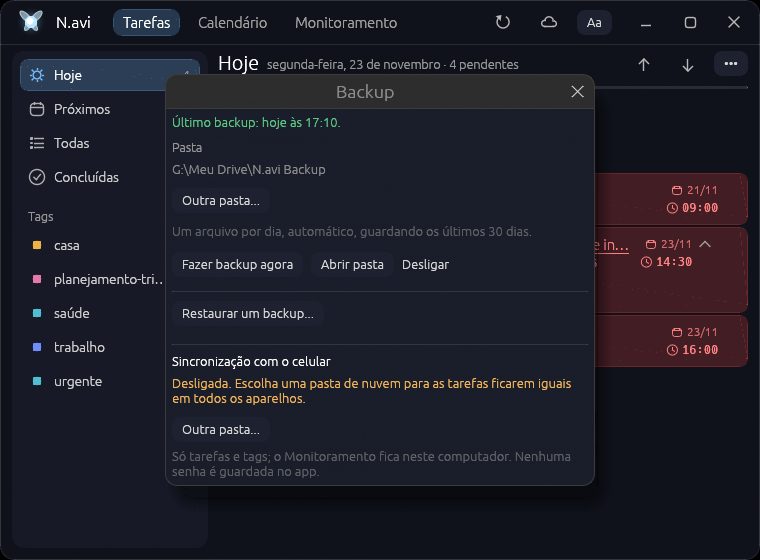 N.avi
Tarefas
Calendário
Monitoramento
Aa
Hoje
Próximos
Todas
Concluídas
Tags
casa
planejamento-tri...
saúde
trabalho
urgente
Hoje segunda-feira, 23 de novembro · 4 pendentes
Backup
Último backup: hoje às 17:10.
Pasta
G:\Meu Drive\N.avi Backup
Outra pasta...
Um arquivo por dia, automático, guardando os últimos 30 dias.
Fazer backup agora
Abrir pasta
Desligar
Restaurar um backup...
Sincronização com o celular
Desligada. Escolha uma pasta de nuvem para as tarefas ficarem iguais
em todos os aparelhos.
Outra pasta...
Só tarefas e tags; o Monitoramento fica neste computador. Nenhuma
senha é guardada no app.
21/11
09:00
e in...
23/11
14:30
23/11
16:00